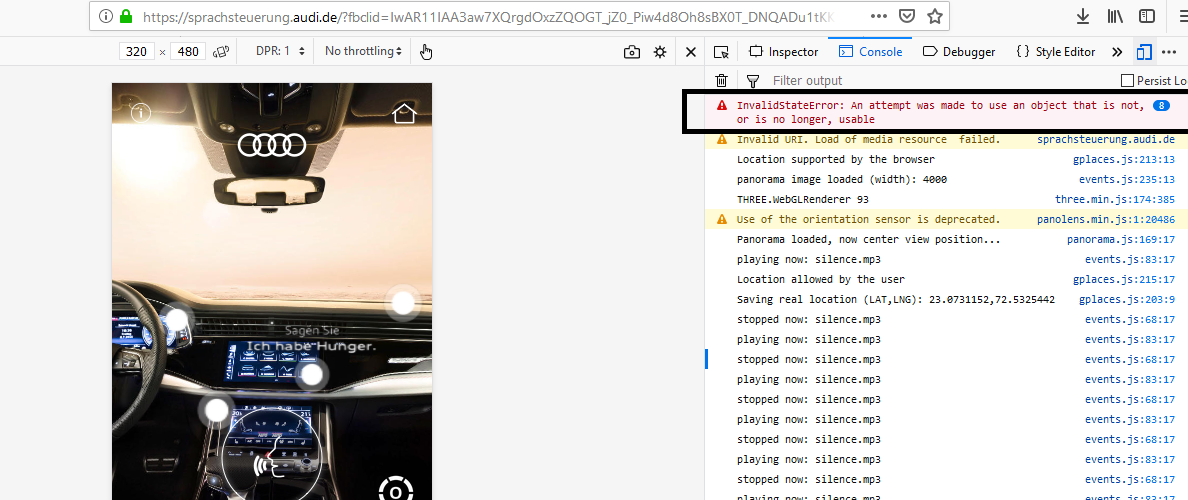 https://sprachsteuerung.audi.de/?fbclid=IwAR11IAA3aw7XQrgdOxzZQOGT_jZ0_Piw4d8Oh8sBX0T_DNQADu1tKK
320 × 480 DPR: 1 No throttling
Inspector Console Debugger Style Editor
Filter output Persist Lo
InvalidStateError: An attempt was made to use an object that is not, 8
or is no longer, usable
Invalid URI. Load of media resource failed. sprachsteuerung.audi.de
Location supported by the browser gplaces.js:213:13
panorama image loaded (width): 4000 events.js:235:13
THREE.WebGLRenderer 93 three.min.js:174:385
Use of the orientation sensor is deprecated. panolens.min.js:1:20486
Panorama loaded, now center view position... panorama.js:169:17
playing now: silence.mp3 events.js:83:17
Location allowed by the user gplaces.js:215:17
Saving real location (LAT,LNG): 23.0731152,72.5325442 gplaces.js:203:9
stopped now: silence.mp3 events.js:68:17
playing now: silence.mp3 events.js:83:17
stopped now: silence.mp3 events.js:68:17
playing now: silence.mp3 events.js:83:17
stopped now: silence.mp3 events.js:68:17
playing now: silence.mp3 events.js:83:17
stopped now: silence.mp3 events.js:68:17
playing now: silence.mp3 events.js:83:17
stopped now: silence.mp3 events.js:68:17
playing now: silence.mp3 events.js:83:17
Sagen Sie
Ich habe Hunger.